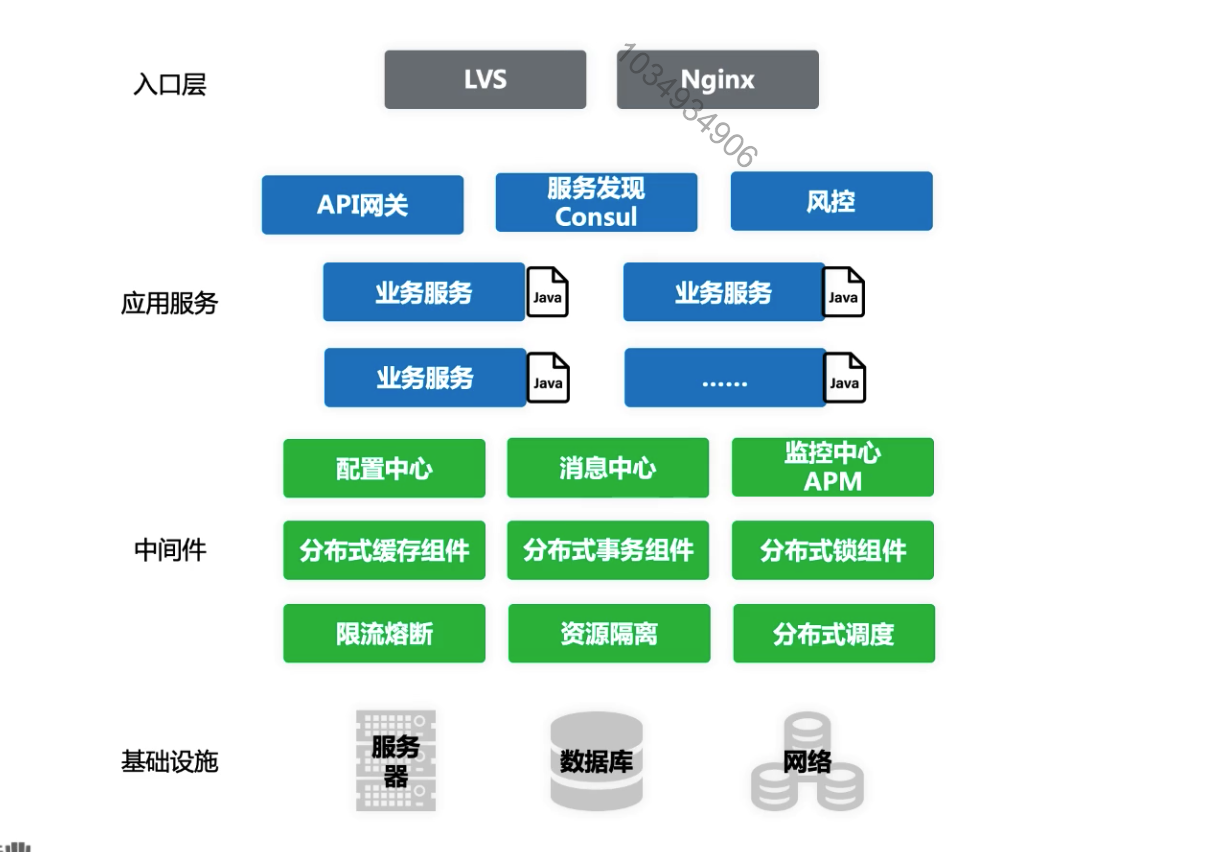 入口层
LVS
Nginx
1034934906
API网关
服务发现
Consul
风控
应用服务
业务服务
Java
业务服务
Java
业务服务
Java
......
Java
中间件
配置中心
消息中心
监控中心
APM
分布式缓存组件
分布式事务组件
分布式锁组件
限流熔断
资源隔离
分布式调度
基础设施
服务
器
数据库
网络